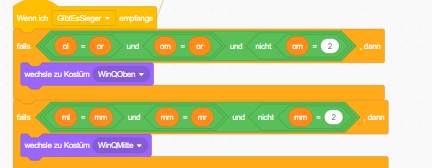 Wenn ich GibtEsSieger empfange
falls ol = or und om = or und nicht om = 2 , dann
wechsle zu Kostüm WinQOben
falls ml = mm und mm = mr und nicht mm = 2 , dann
wechsle zu Kostüm WinQMitte